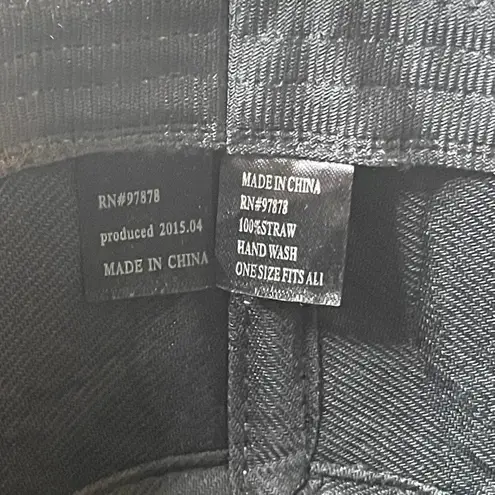 RN#97878
produced 2015.04
MADE IN CHINA
MADE IN CHINA
RN#97878
100%STRAW
HAND WASH
ONE SIZE FITS ALL